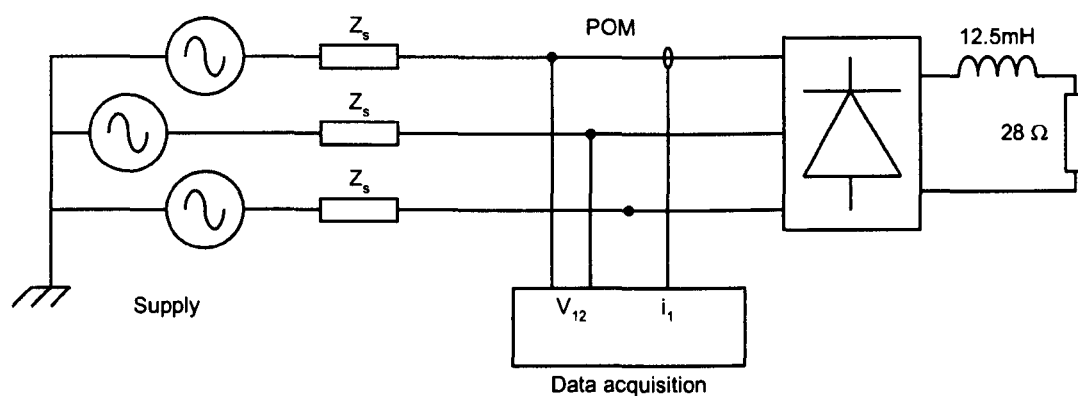 Z_s
POM
12.5mH
Z_s
28 Ω
Z_s
Supply
V_12
i_1
Data acquisition